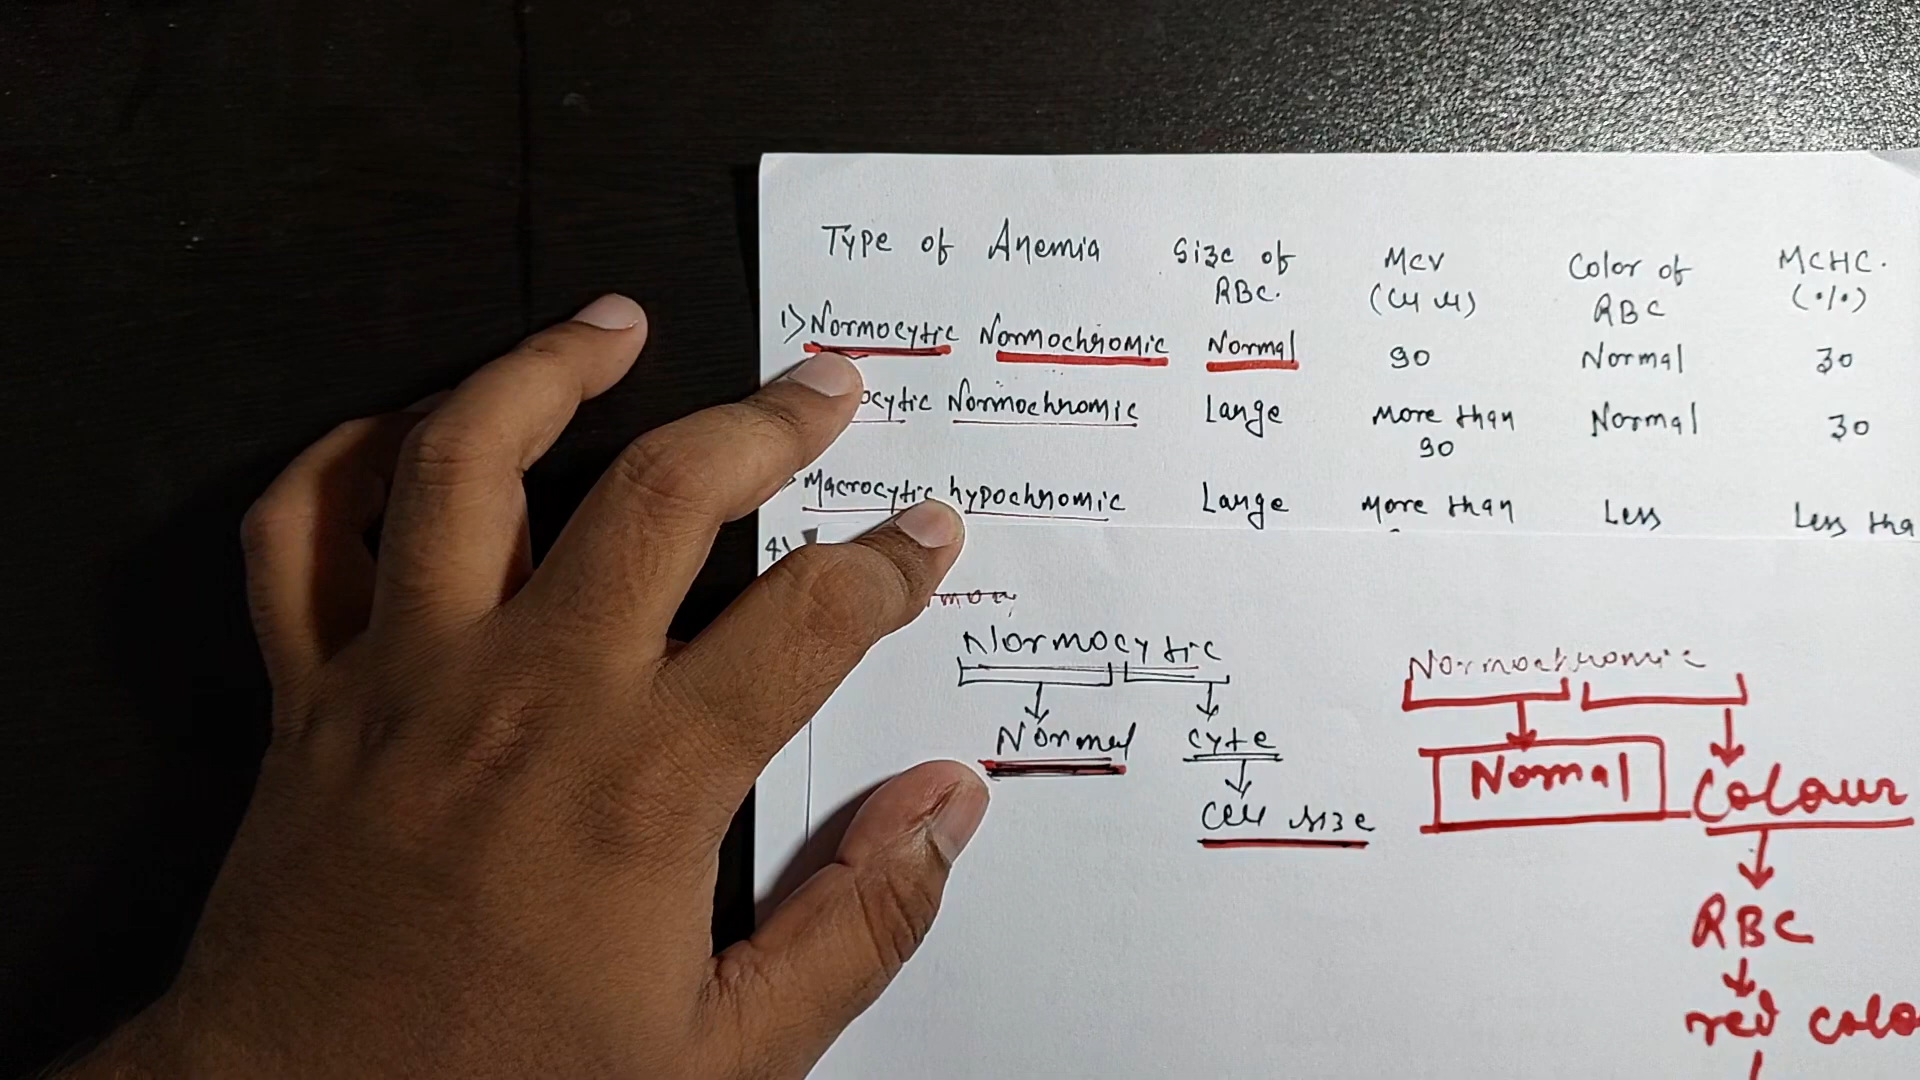 Type of Anemia Size of RBC. MCV (CU M) Color of RBC MCHC. (%)
1) Normocytic Normochromic Normal 90 Normal 30
ocytic Normochromic Large More than 90 Normal 30
Macrocytic hypochromic Large More than Less Less tha
4)
Normocytic
Normal cyte
Cell size
Normochromic
Normal Colour
RBC
red colo